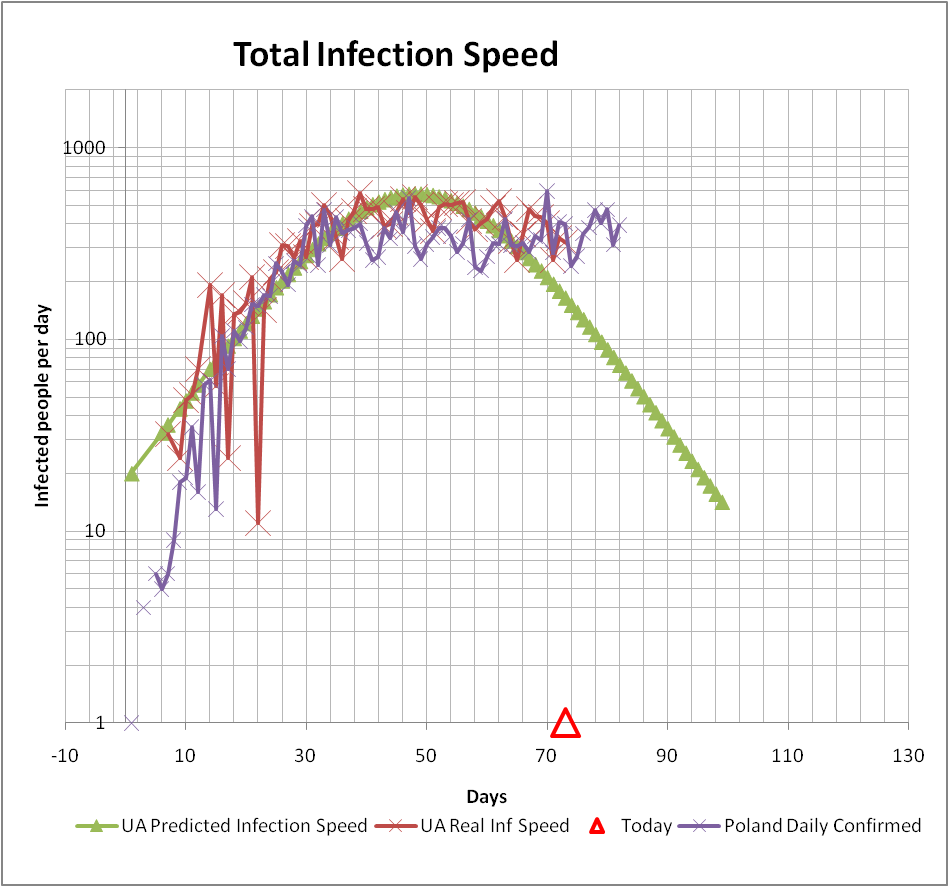 Total Infection Speed
1000
100
10
1
-10 10 30 50 70 90 110 130
Infected people per day
Days
UA Predicted Infection Speed UA Real Inf Speed Today Poland Daily Confirmed